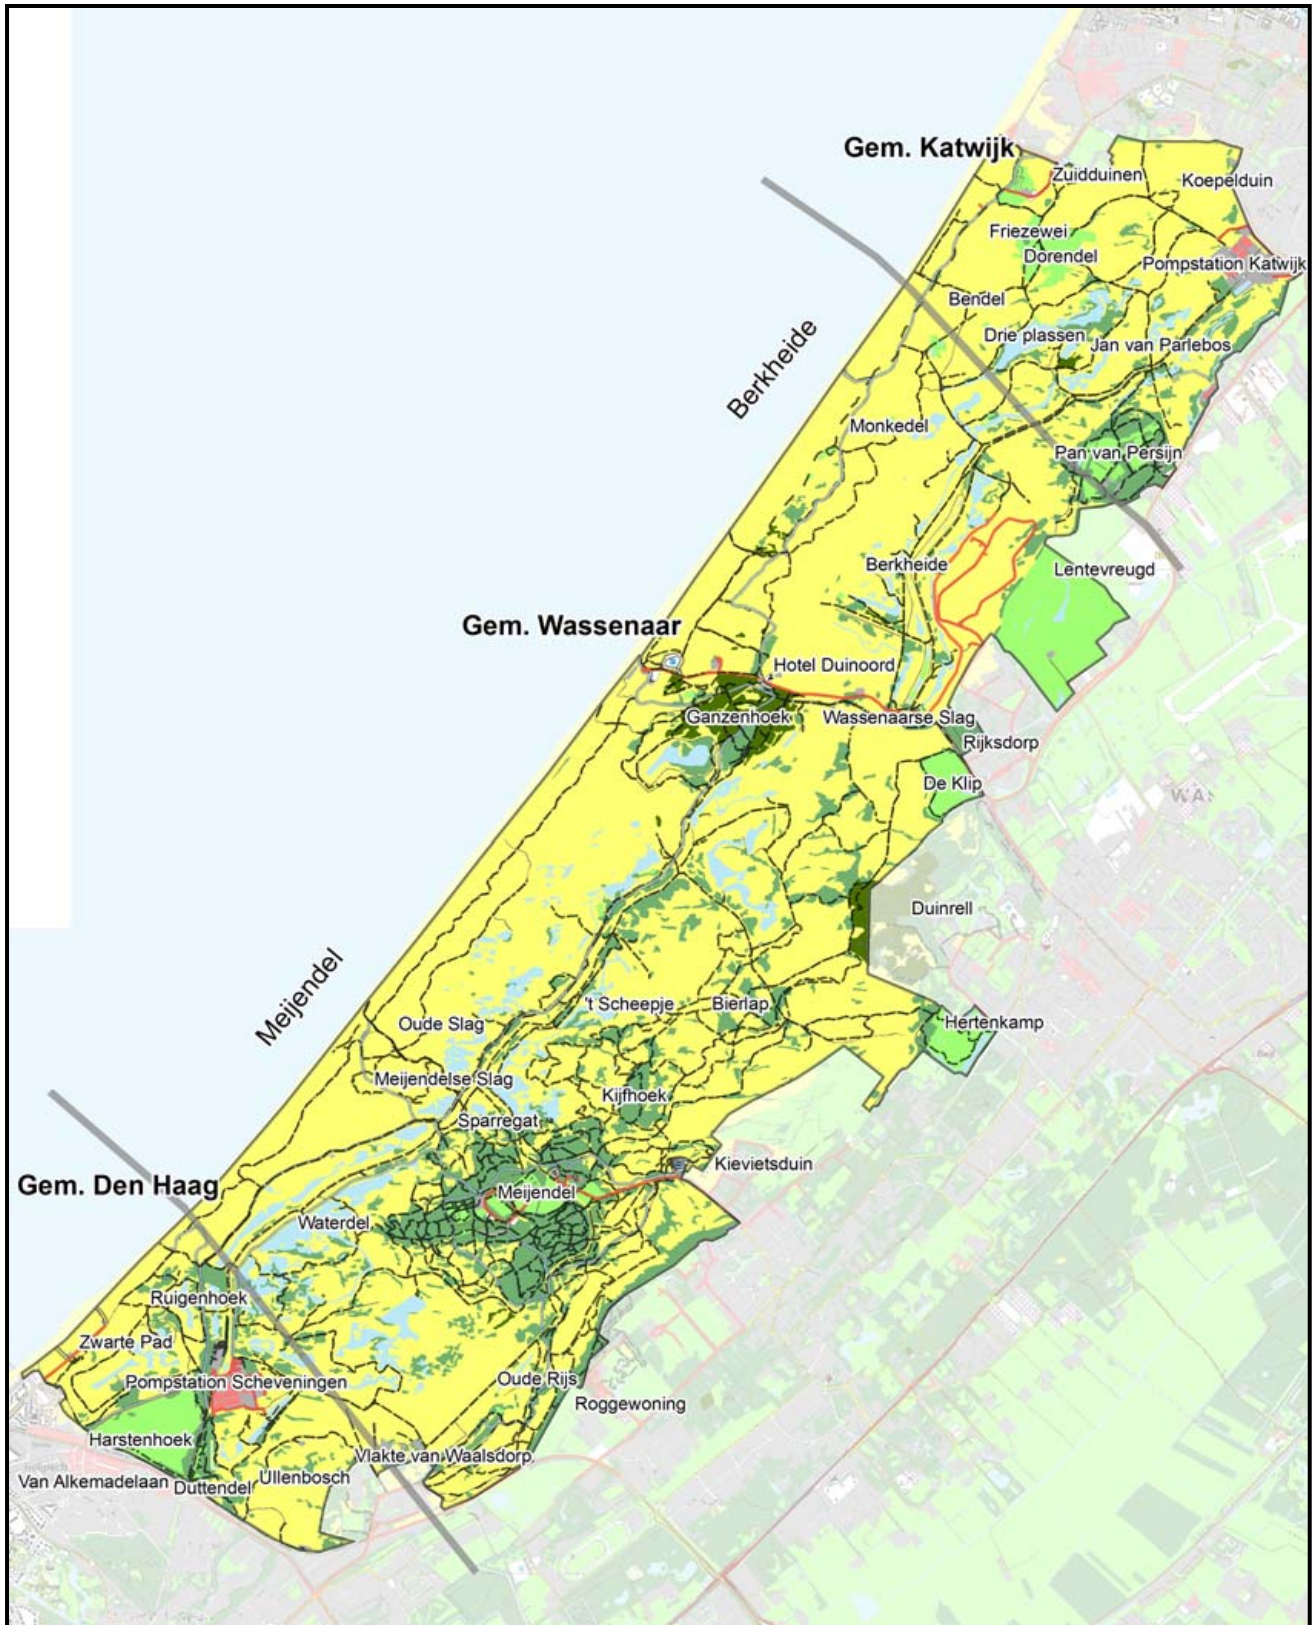 Gem. Katwijk
Zuidduinen
Koepelduin
Friezewei
Dorendel
Pompstation Katwijk
Bendel
Drie plassen
Jan van Parlebos
Berkheide
Monkedel
Pan van Persijn
Berkheide
Lentevreugd
Gem. Wassenaar
Hotel Duinoord
Ganzenhoek
Wassenaarse Slag
Rijksdorp
De Klip
WA
Duinrell
Meijendel
't Scheepje
Bierlap
Oude Slag
Hertenkamp
Meijendelse Slag
Kijfhoek
Sparregat
Kievietsduin
Gem. Den Haag
Meijendel
Waterdel
Ruigenhoek
Zwarte Pad
Pompstation Scheveningen
Oude Rijs
Roggewoning
Harstenhoek
Vlakte van Waalsdorp
Van Alkemadelaan
Duttendel
Ullenbosch